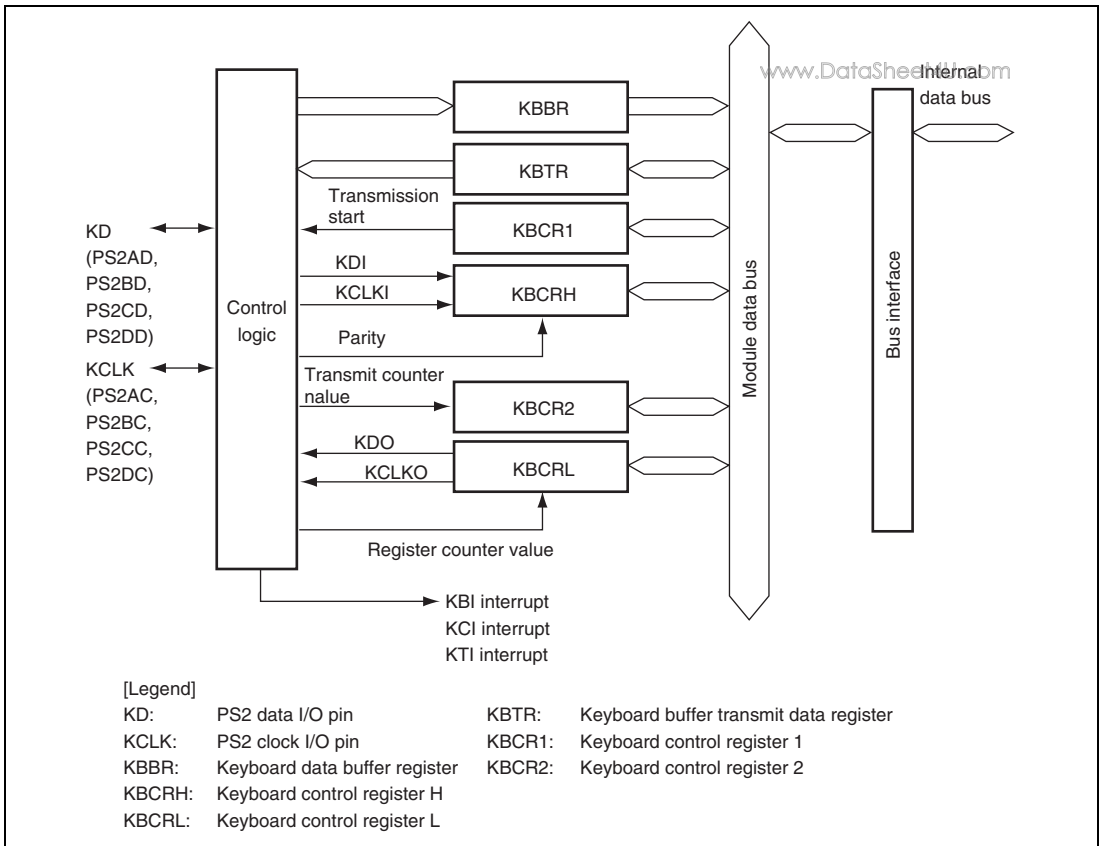 www.DataSheet4U.com
Internal
data bus
KBBR
KBTR
Transmission
start
KBCR1
KD
(PS2AD,
PS2BD,
PS2CD,
PS2DD)
KDI
KCLKI
KBCRH
Control
logic
Parity
KCLK
(PS2AC,
PS2BC,
PS2CC,
PS2DC)
Transmit counter
nalue
KBCR2
KDO
KCLKO
KBCRL
Register counter value
Module data bus
Bus interface
KBI interrupt
KCI interrupt
KTI interrupt
[Legend]
KD: PS2 data I/O pin
KCLK: PS2 clock I/O pin
KBBR: Keyboard data buffer register
KBCRH: Keyboard control register H
KBCRL: Keyboard control register L
KBTR: Keyboard buffer transmit data register
KBCR1: Keyboard control register 1
KBCR2: Keyboard control register 2